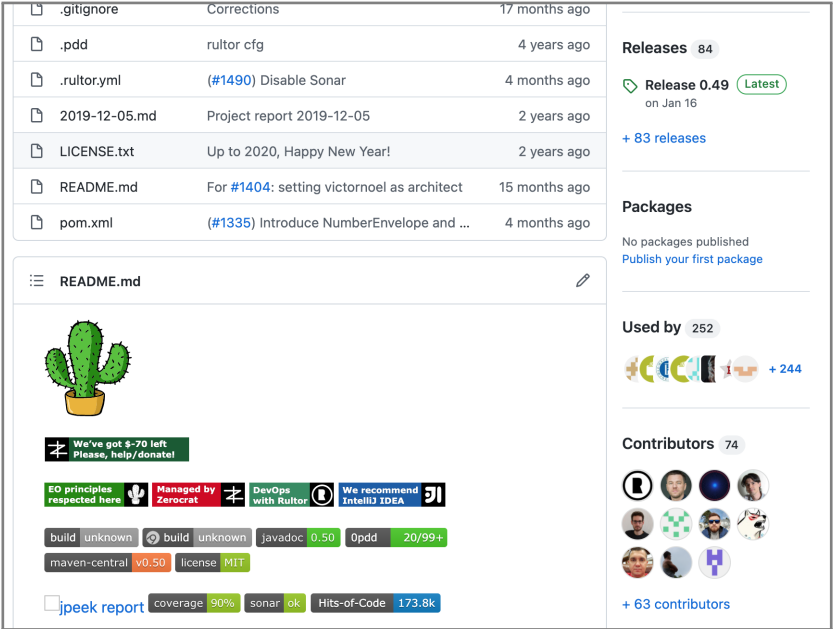 .gitignore Corrections 17 months ago
.pdd rultor cfg 4 years ago
.rultor.yml (#1490) Disable Sonar 4 months ago
2019-12-05.md Project report 2019-12-05 2 years ago
LICENSE.txt Up to 2020, Happy New Year! 2 years ago
README.md For #1404: setting victornoel as architect 15 months ago
pom.xml (#1335) Introduce NumberEnvelope and ... 4 months ago
README.md
We've got $-70 left
Please, help/donate!
EO principles
respected here
Managed by
Zerocrat
DevOps
with Rultor
We recommend
IntelliJ IDEA
build unknown build unknown javadoc 0.50 0pdd 20/99+
maven-central v0.50 license MIT
jpeek report coverage 90% sonar ok Hits-of-Code 173.8k
Releases 84
Release 0.49 Latest
on Jan 16
+ 83 releases
Packages
No packages published
Publish your first package
Used by 252
+ 244
Contributors 74
+ 63 contributors